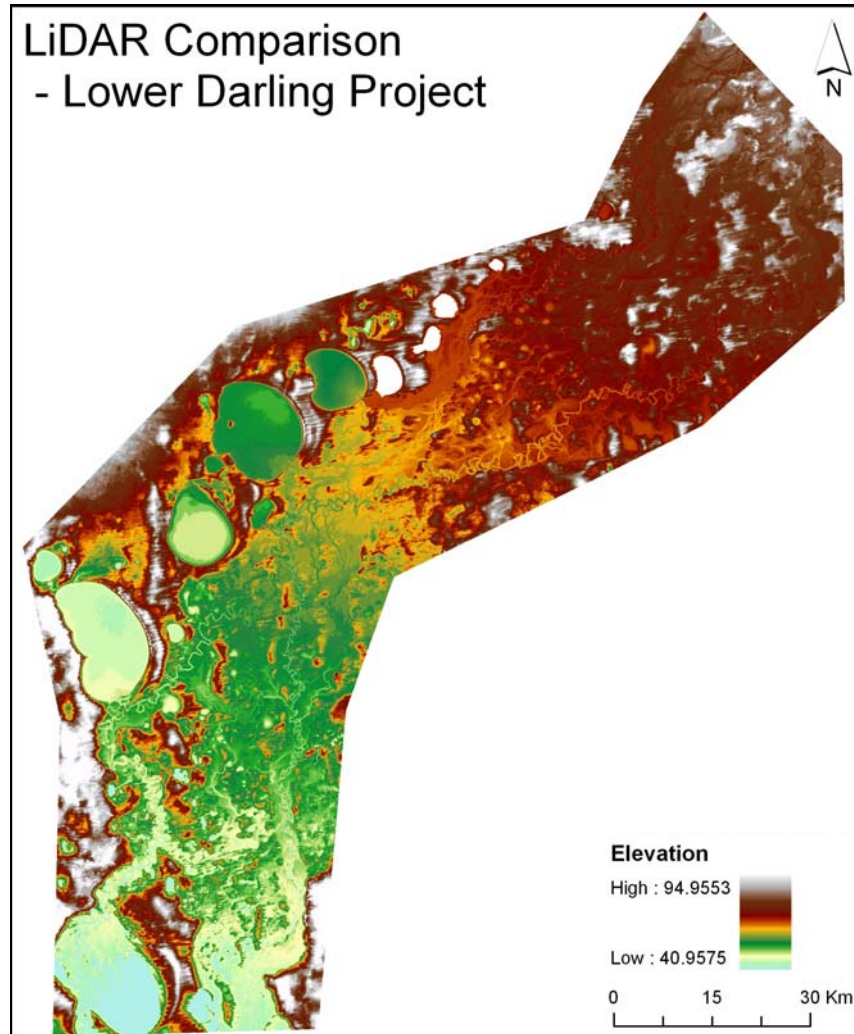 LiDAR Comparison
- Lower Darling Project
N
Elevation
High : 94.9553
Low : 40.9575
0 15 30 Km